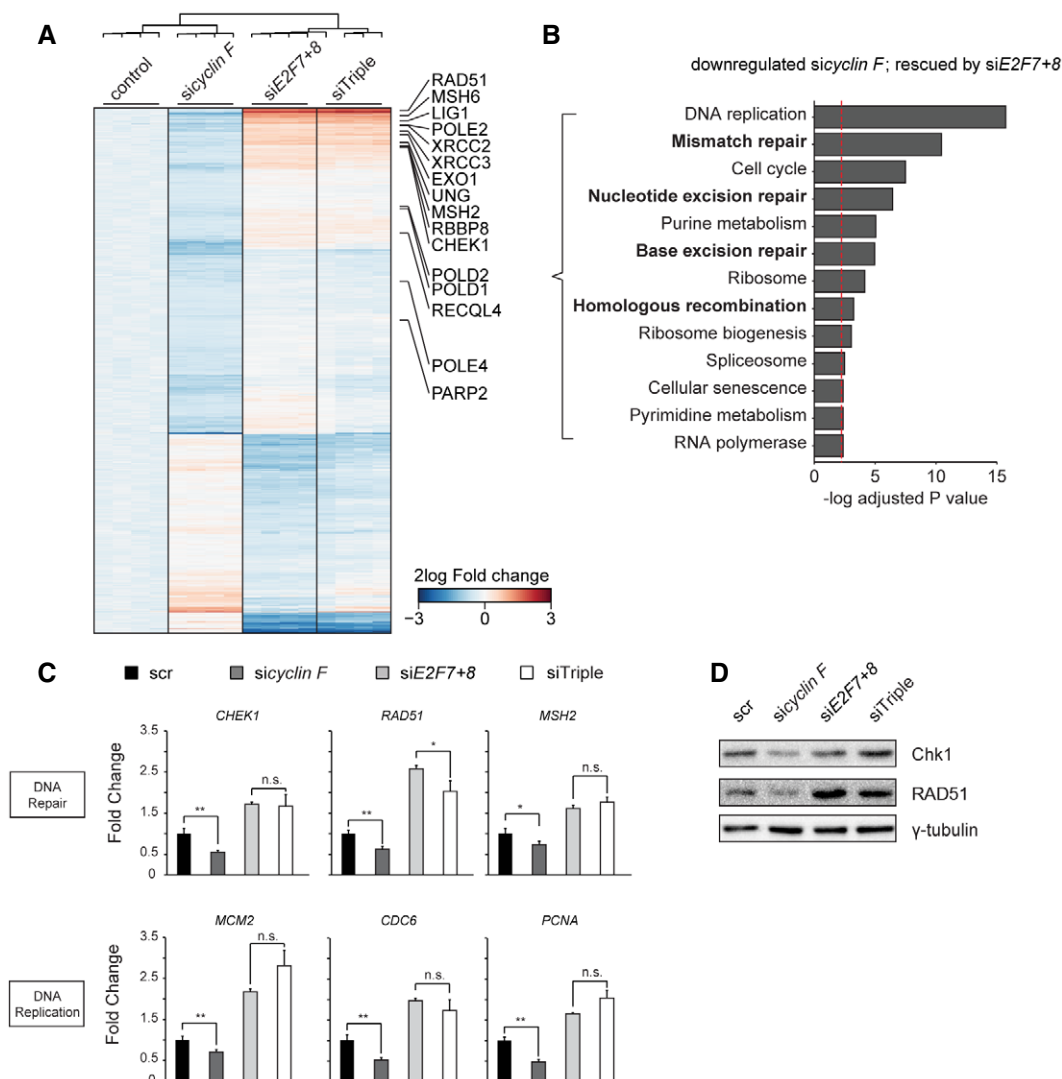 A
control
sicyclin F
siE2F7+8
siTriple
RAD51
MSH6
LIG1
POLE2
XRCC2
XRCC3
EXO1
UNG
MSH2
RBBP8
CHEK1
POLD2
POLD1
RECQL4
POLE4
PARP2
2log Fold change
−3 0 3
B
downregulated sicyclin F; rescued by siE2F7+8
DNA replication
Mismatch repair
Cell cycle
Nucleotide excision repair
Purine metabolism
Base excision repair
Ribosome
Homologous recombination
Ribosome biogenesis
Spliceosome
Cellular senescence
Pyrimidine metabolism
RNA polymerase
0 5 10 15
-log adjusted P value
C
scr sicyclin F siE2F7+8 siTriple
DNA
Repair
Fold Change
3.5
2.5
1.5
0.5
0
CHEK1
**
n.s.
RAD51
**
*
MSH2
*
n.s.
DNA
Replication
Fold Change
3.5
2.5
1.5
0.5
0
MCM2
**
n.s.
CDC6
**
n.s.
PCNA
**
n.s.
D
scr
sicyclin F
siE2F7+8
siTriple
Chk1
RAD51
γ-tubulin